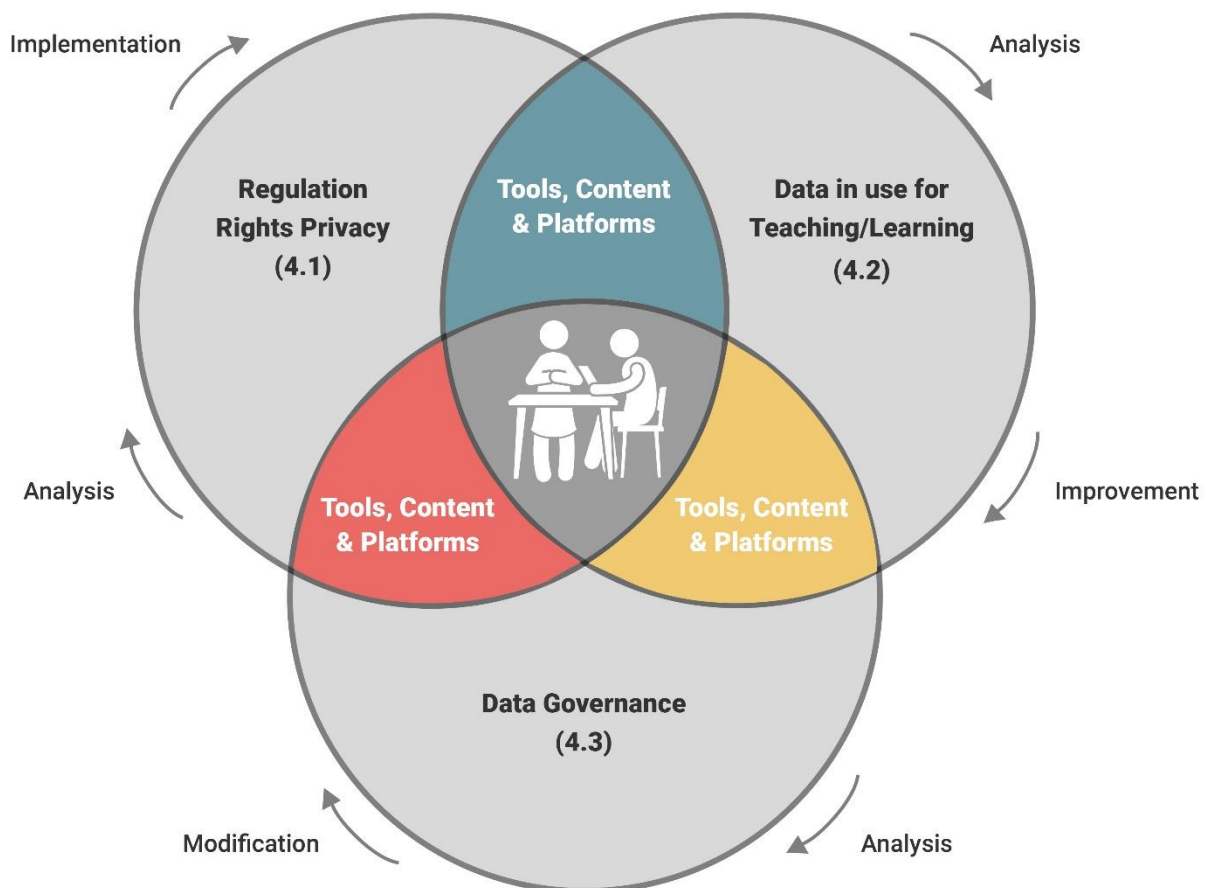 Implementation
Analysis
Regulation
Rights Privacy
(4.1)
Tools, Content
& Platforms
Data in use for
Teaching/Learning
(4.2)
Analysis
Tools, Content
& Platforms
Tools, Content
& Platforms
Improvement
Data Governance
(4.3)
Modification
Analysis